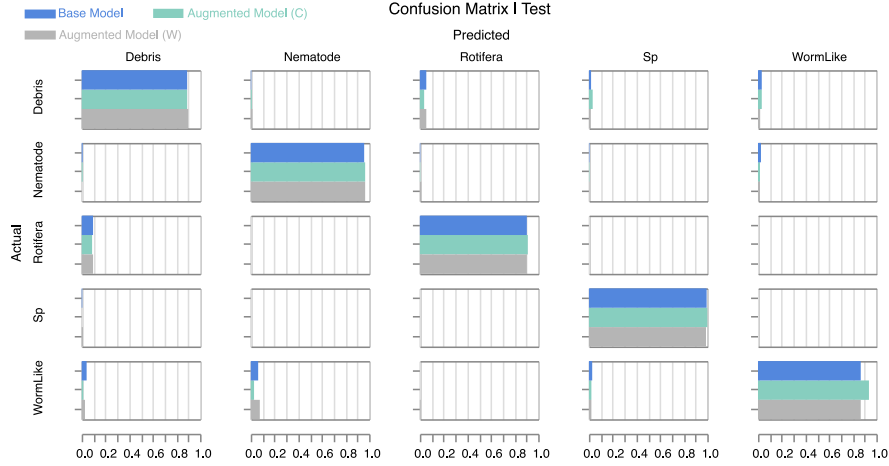 Confusion Matrix I Test
Base Model
Augmented Model (C)
Augmented Model (W)
Predicted
Debris
Nematode
Rotifera
Sp
WormLike
Actual
Debris
Nematode
Rotifera
Sp
WormLike
0.0 0.2 0.4 0.6 0.8 1.0
0.0 0.2 0.4 0.6 0.8 1.0
0.0 0.2 0.4 0.6 0.8 1.0
0.0 0.2 0.4 0.6 0.8 1.0
0.0 0.2 0.4 0.6 0.8 1.0